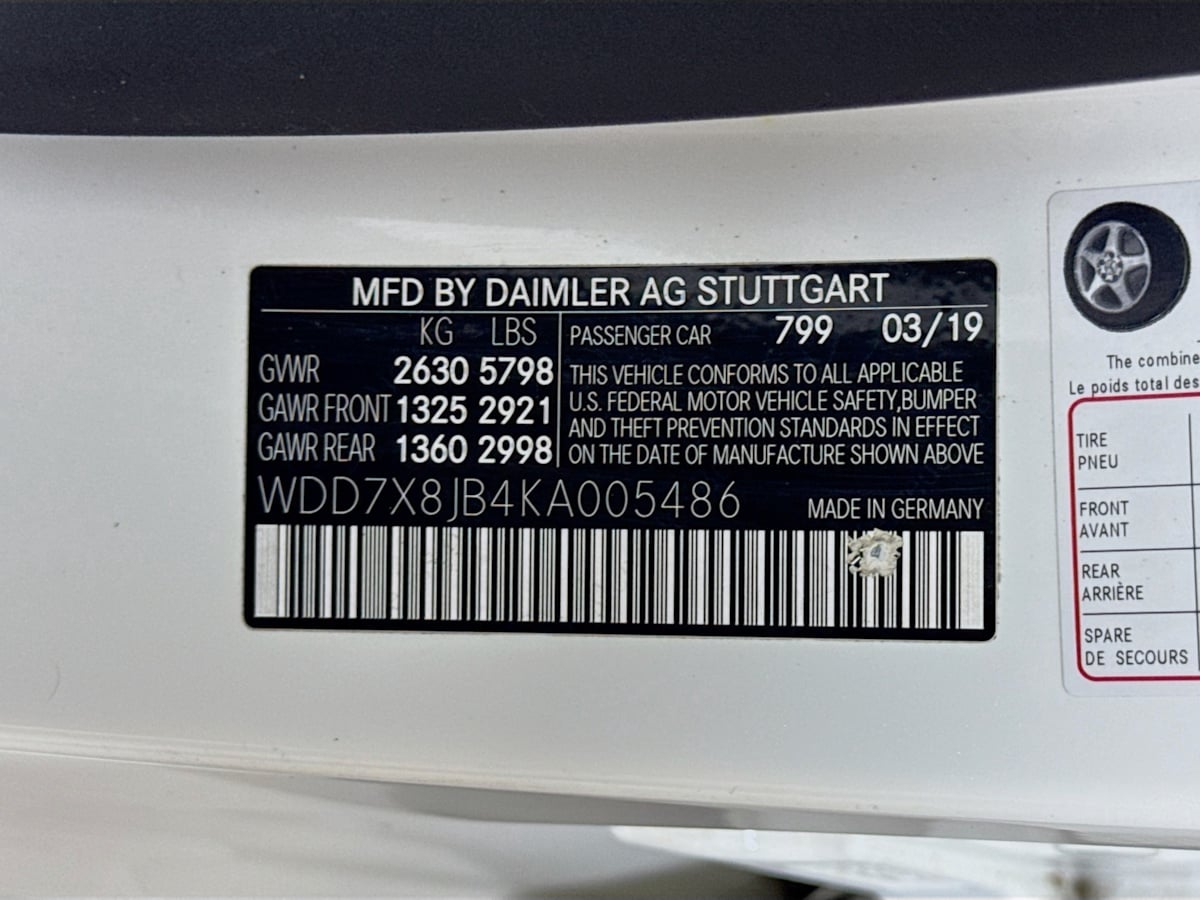 MFD BY DAIMLER AG STUTTGART
KG LBS
GVWR 2630 5798
GAWR FRONT 1325 2921
GAWR REAR 1360 2998
PASSENGER CAR 799 03/19
THIS VEHICLE CONFORMS TO ALL APPLICABLE
U.S. FEDERAL MOTOR VEHICLE SAFETY,BUMPER
AND THEFT PREVENTION STANDARDS IN EFFECT
ON THE DATE OF MANUFACTURE SHOWN ABOVE
WDD7X8JB4KA005486
MADE IN GERMANY
The combine
Le poids total des
TIRE
PNEU
FRONT
AVANT
REAR
ARRIÈRE
SPARE
DE SECOURS